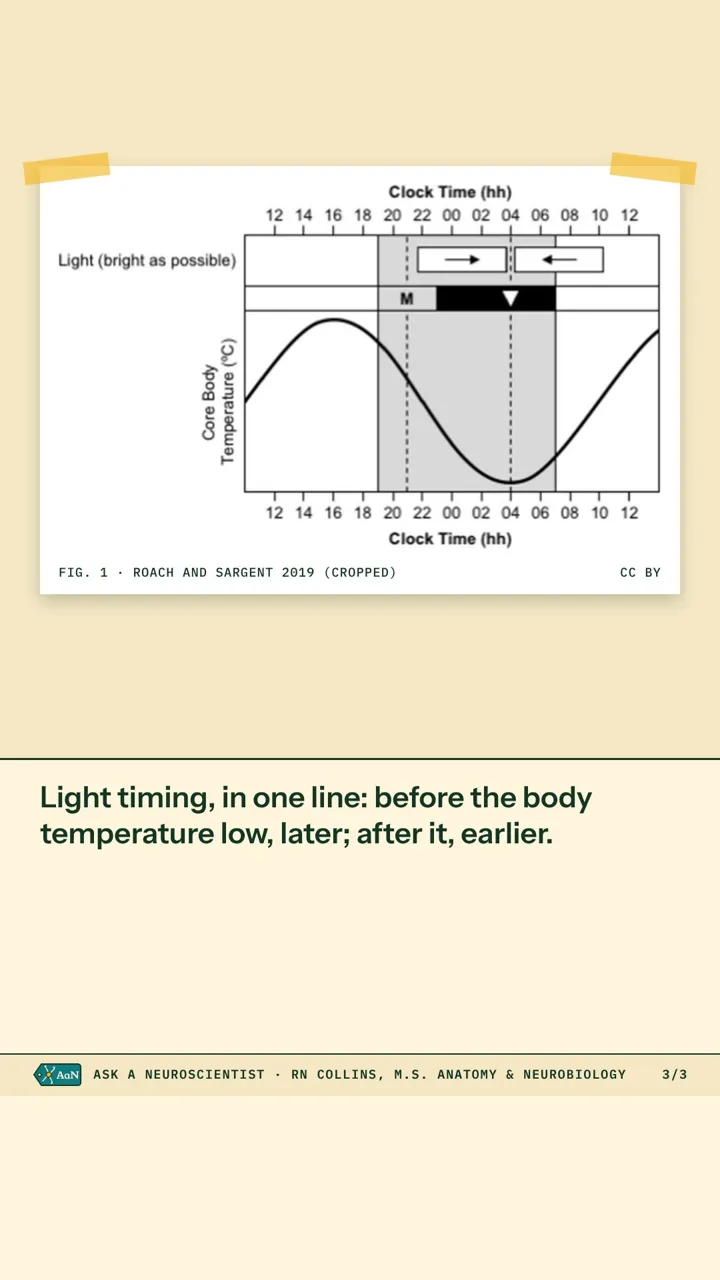 Clock Time (hh)
12 14 16 18 20 22 00 02 04 06 08 10 12
Light (bright as possible)
M
Core Body
Temperature (ºC)
12 14 16 18 20 22 00 02 04 06 08 10 12
Clock Time (hh)
FIG. 1 · ROACH AND SARGENT 2019 (CROPPED) CC BY
Light timing, in one line: before the body
temperature low, later; after it, earlier.
AaN ASK A NEUROSCIENTIST · RN COLLINS, M.S. ANATOMY & NEUROBIOLOGY 3/3